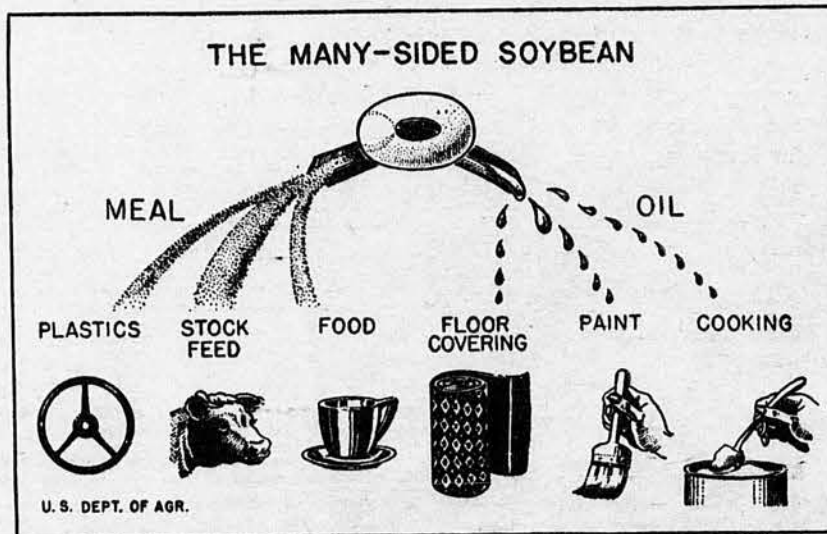 THE MANY-SIDED SOYBEAN
MEAL
OIL
PLASTICS
STOCK
FEED
FOOD
FLOOR
COVERING
PAINT
COOKING
U. S. DEPT. OF AGR.